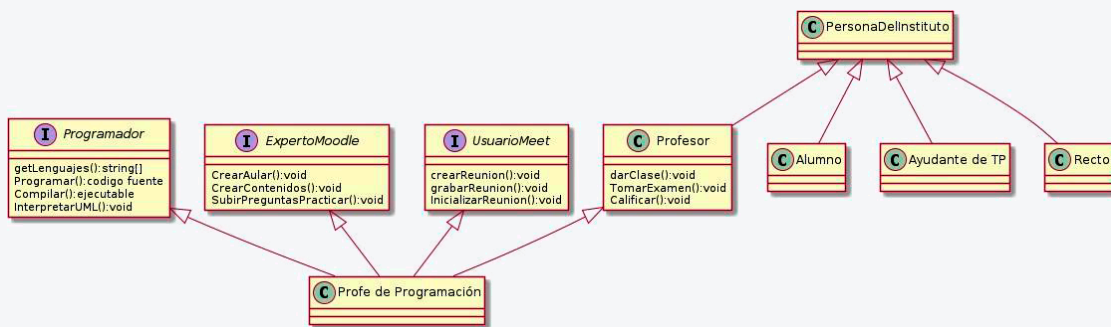 C PersonaDelInstituto
I Programador
getLenguajes():string[]
Programar():codigo fuente
Compilar():ejecutable
InterpretarUML():void
I ExpertoMoodle
CrearAular():void
CrearContenidos():void
SubirPreguntasPracticar():void
I UsuarioMeet
crearReunion():void
grabarReunion():void
InicializarReunion():void
C Profesor
darClase():void
TomarExamen():void
Calificar():void
C Alumno
C Ayudante de TP
C Recto
C Profe de Programación